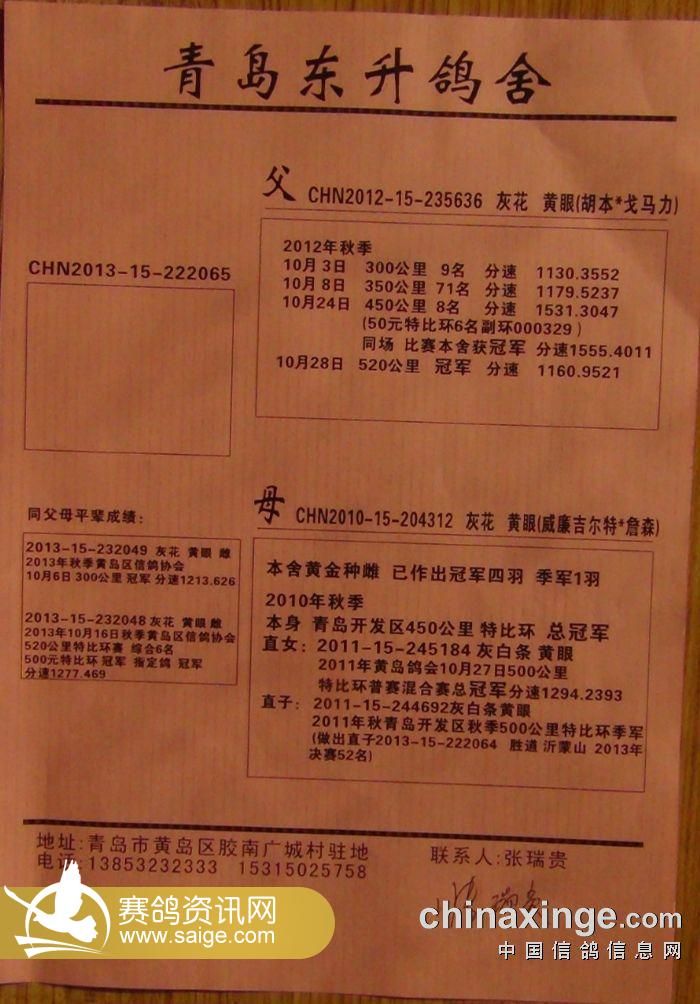 青岛东升鸽舍
父 CHN2012-15-235636 灰花 黄眼(胡本*戈马力)
2012年秋季
10月3日 300公里 9名 分速 1130.3552
10月8日 350公里 71名 分速 1179.5237
10月24日 450公里 8名 分速 1531.3047
(50元特比环6名副环000329)
同场 比赛本舍获冠军 分速1555.4011
10月28日 520公里 冠军 分速 1160.9521
CHN2013-15-222065
母 CHN2010-15-204312 灰花 黄眼(威廉吉尔特*詹森)
本舍黄金种雌 已作出冠军四羽 季军1羽
2010年秋季
本身 青岛开发区450公里 特比环 总冠军
直女: 2011-15-245184 灰白条 黄眼
2011年黄岛鸽会10月27日500公里
特比环普赛混合赛总冠军分速1294.2393
直子: 2011-15-244692灰白条黄眼
2011年秋青岛开发区秋季500公里特比环季军
(做出直子2013-15-222064 胜道 沂蒙山 2013年
决赛52名)
同父母平辈成绩:
2013-15-232049 灰花 黄眼 雌
2013年秋季黄岛区信鸽协会
10月6日 300公里 冠军 分速1213.626
2013-15-232048 灰花 黄眼 雌
2013年10月16日秋季黄岛区信鸽协会
520公里特比环赛 综合6名
500元特比环 冠军 指定鸽 冠军
分速1277.469
地址:青岛市黄岛区胶南广城村驻地
电话:13853232333 15315025758
联系人:张瑞贵
张瑞贵
赛鸽资讯网
www.saige.com
chinaxinge.com
中国信鸽信息网